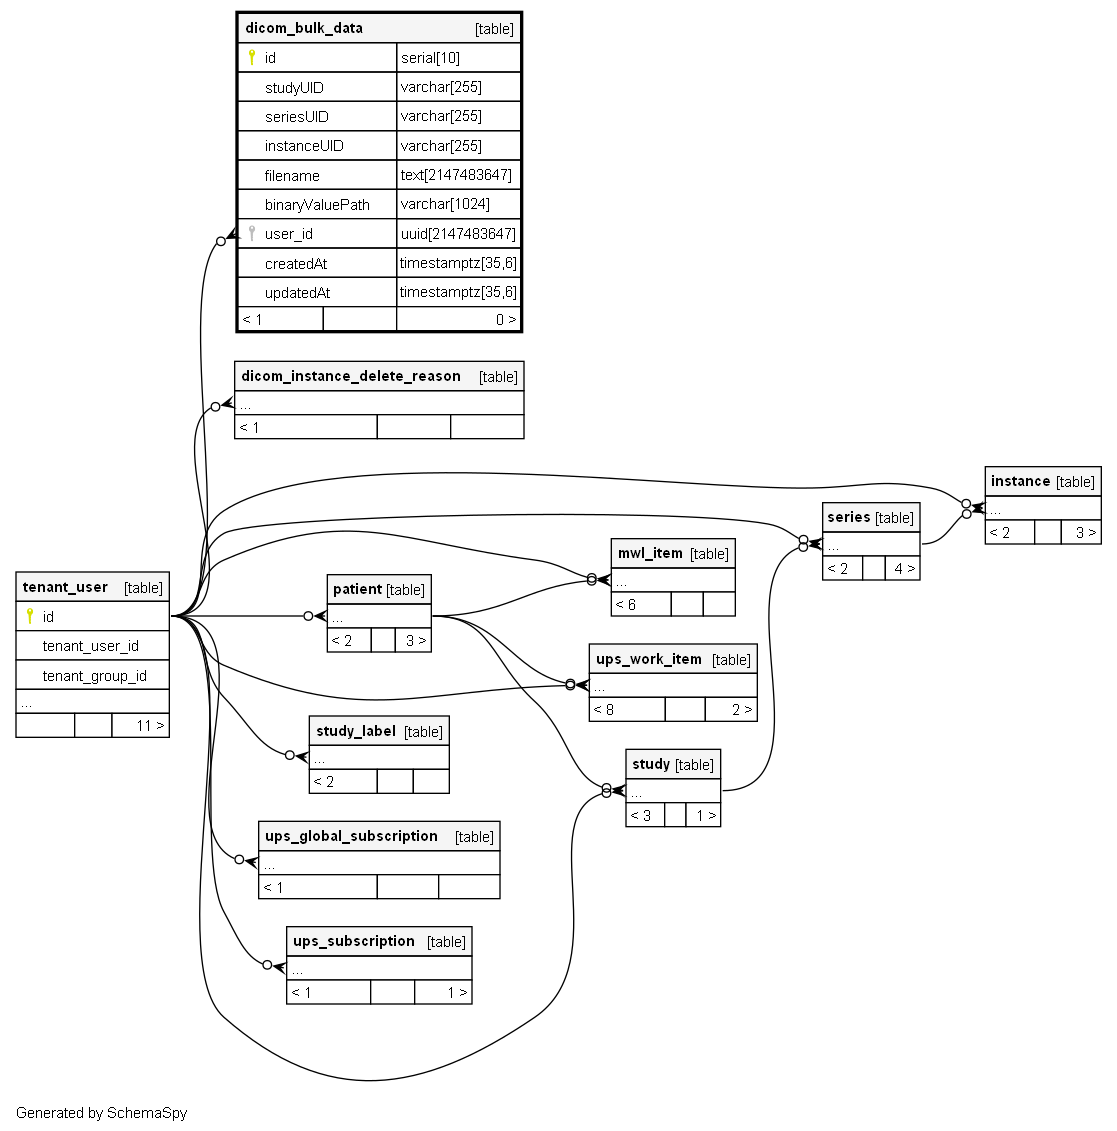 dicom_bulk_data [table]
id serial[10]
studyUID varchar[255]
seriesUID varchar[255]
instanceUID varchar[255]
filename text[2147483647]
binaryValuePath varchar[1024]
user_id uuid[2147483647]
createdAt timestamptz[35,6]
updatedAt timestamptz[35,6]
< 1 0 >
dicom_instance_delete_reason [table]
...
< 1
instance [table]
...
< 2 3 >
series [table]
...
< 2 4 >
mwl_item [table]
...
< 6
tenant_user [table]
id
tenant_user_id
tenant_group_id
...
11 >
patient [table]
...
< 2 3 >
ups_work_item [table]
...
< 8 2 >
study_label [table]
...
< 2
study [table]
...
< 3 1 >
ups_global_subscription [table]
...
< 1
ups_subscription [table]
...
< 1 1 >
Generated by SchemaSpy